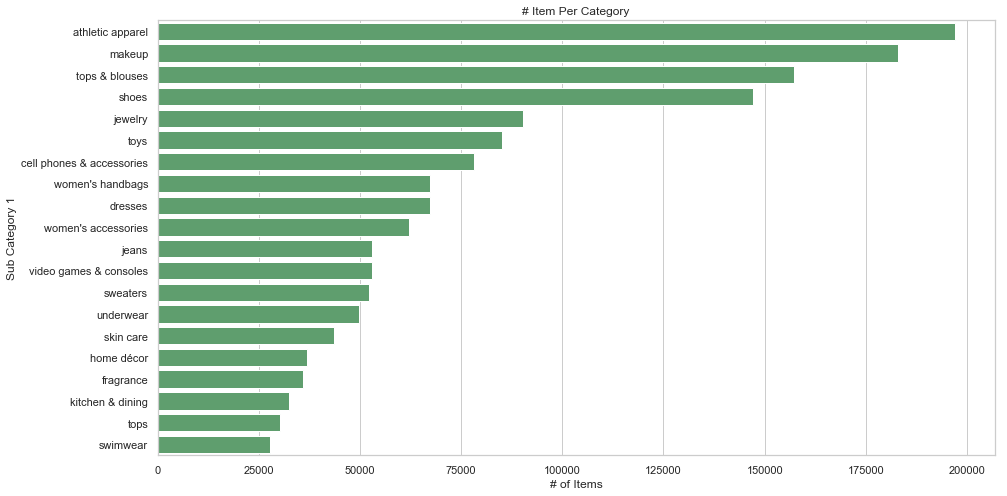 # Item Per Category
athletic apparel
makeup
tops & blouses
shoes
jewelry
toys
cell phones & accessories
women's handbags
dresses
women's accessories
jeans
video games & consoles
sweaters
underwear
skin care
home décor
fragrance
kitchen & dining
tops
swimwear
Sub Category 1
0 25000 50000 75000 100000 125000 150000 175000 200000
# of Items